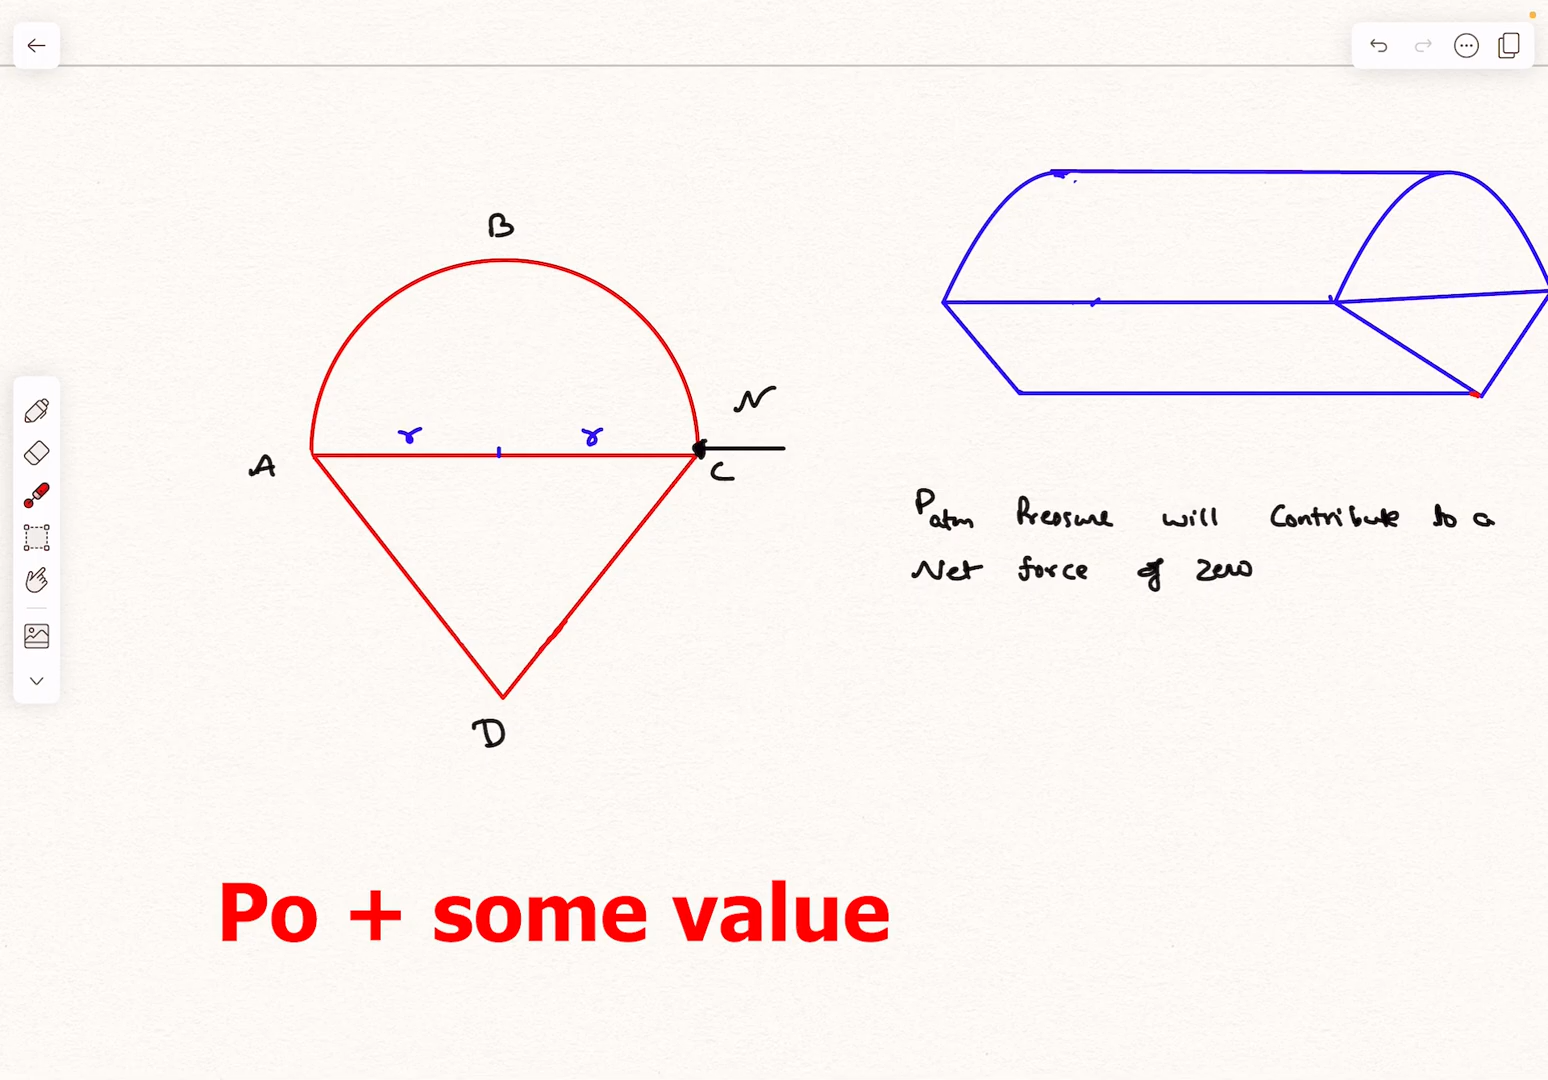 B
N
r r
A
C
Patm Pressure will Contribute to a
Net force of zero
D
Po + some value